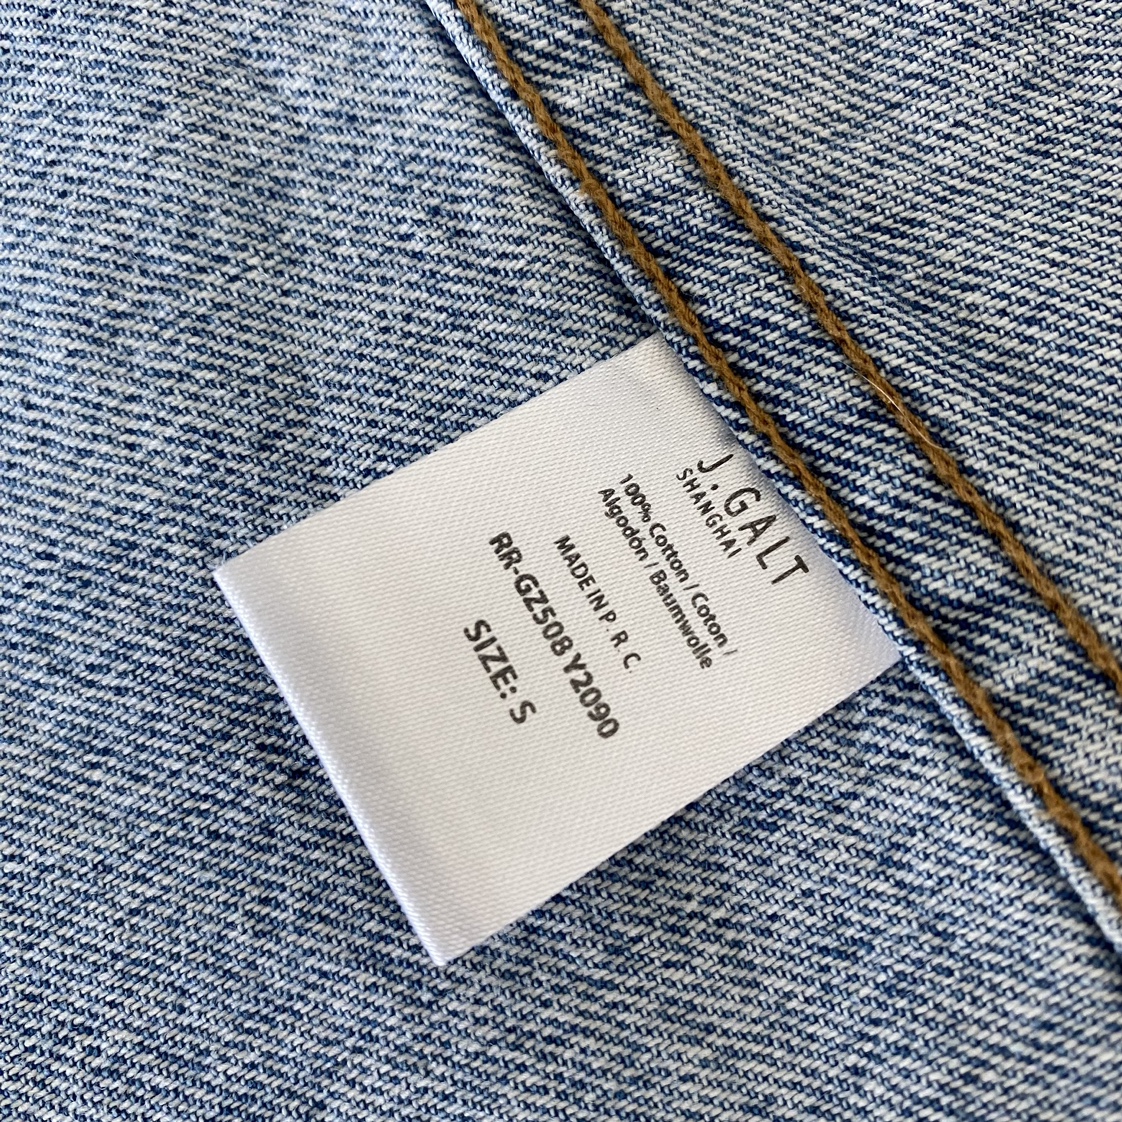 J.GALT
SHANGHAI
100% Cotton / Coton /
Algodón / Baumwolle
MADE IN P R C
RR-GZ508 Y2090
SIZE: S